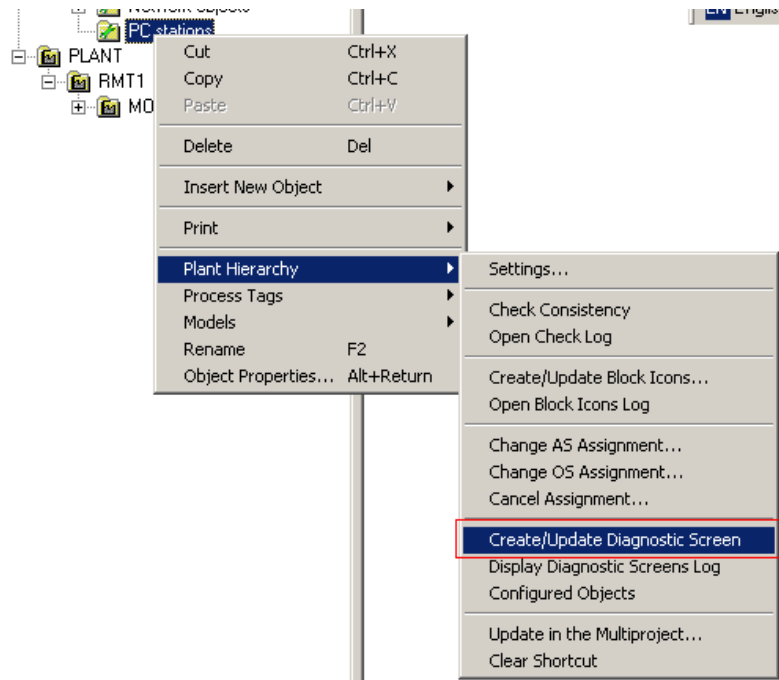 PC stations
EN English
PLANT
RMT1
MO
Cut Ctrl+X
Copy Ctrl+C
Paste Ctrl+V
Delete Del
Insert New Object
Print
Plant Hierarchy
Process Tags
Models
Rename F2
Object Properties... Alt+Return
Settings...
Check Consistency
Open Check Log
Create/Update Block Icons...
Open Block Icons Log
Change AS Assignment...
Change OS Assignment...
Cancel Assignment...
Create/Update Diagnostic Screen
Display Diagnostic Screens Log
Configured Objects
Update in the Multiproject...
Clear Shortcut